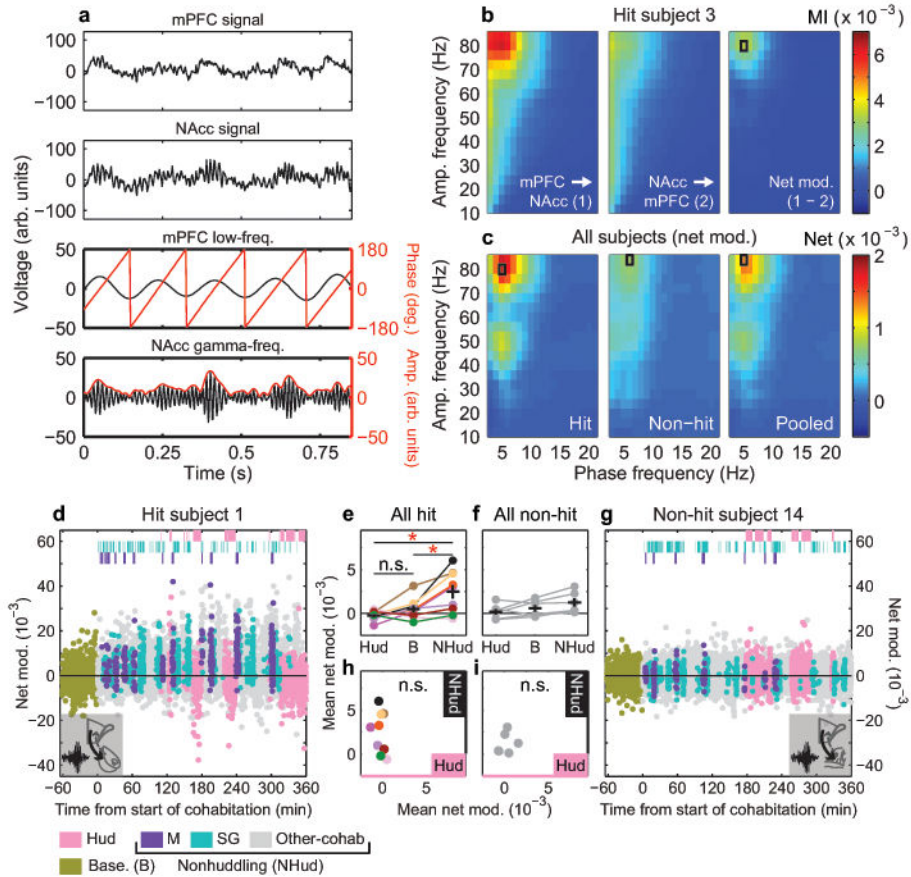 a
mPFC signal
100
0
−100
NAcc signal
100
0
−100
Voltage (arb. units)
mPFC low-freq.
50
0
−50
180
0
−180
Phase (deg.)
NAcc gamma-freq.
50
0
−50
50
0
−50
Amp. (arb. units)
0 0.25 0.5 0.75
Time (s)
b
Hit subject 3
MI (x 10⁻³)
Amp. frequency (Hz)
80
70
60
50
40
30
20
10
mPFC →
NAcc (1)
NAcc →
mPFC (2)
Net mod.
(1 − 2)
6
4
2
0
c
All subjects (net mod.)
Net (x 10⁻³)
Amp. frequency (Hz)
80
70
60
50
40
30
20
10
Hit
Non−hit
Pooled
2
1
0
5 10 15 20
5 10 15 20
5 10 15 20
Phase frequency (Hz)
d
Hit subject 1
Net mod. (10⁻³)
60
40
20
0
−20
−40
−60 0 60 120 180 240 300 360
Time from start of cohabitation (min)
e
All hit
*
*
n.s.
5
0
Hud B NHud
Mean net mod. (10⁻³)
f
All non-hit
Hud B NHud
g
Non-hit subject 14
60
40
20
0
−20
−40
Net mod. (10⁻³)
−60 0 60 120 180 240 300 360
Time from start of cohabitation (min)
h
n.s.
NHud
Hud
5
0
0 5
i
n.s.
NHud
Hud
0 5
Mean net mod. (10⁻³)
Hud
M
SG
Other-cohab
Base. (B)
Nonhuddling (NHud)